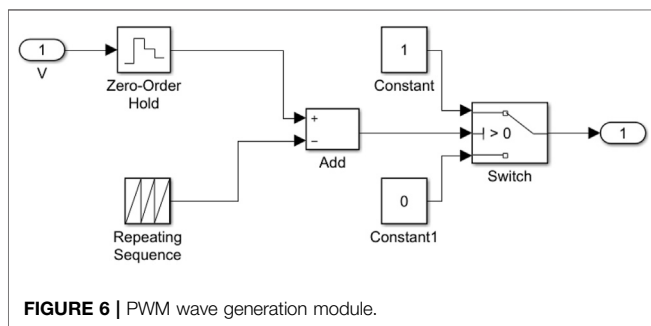 1
V
Zero-Order
Hold
Repeating
Sequence
+
−
Add
1
Constant
0
Constant1
> 0
Switch
1
FIGURE 6 | PWM wave generation module.